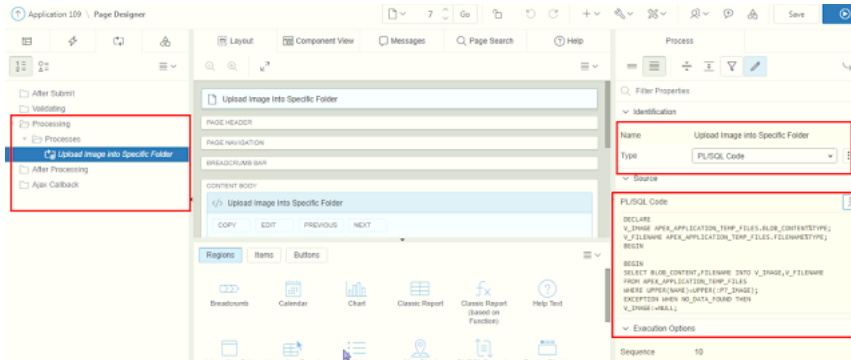 Application 109 \ Page Designer
7 Go
Save
Layout Component View Messages Page Search Help
Process
After Submit
Validating
Processing
Processes
Upload Image into Specific Folder
After Processing
Ajax Callback
Upload Image Into Specific Folder
PAGE HEADER
PAGE NAVIGATION
BREADCRUMB BAR
CONTENT BODY
</> Upload Image Into Specific Folder
COPY EDIT PREVIOUS NEXT
Regions Items Buttons
Breadcrumb Calendar Chart Classic Report Classic Report (based on Function) Help Text
Filter Properties
Identification
Name Upload Image into Specific Folder
Type PL/SQL Code
Source
PL/SQL Code
DECLARE
V_IMAGE APEX_APPLICATION_TEMP_FILES.BLOB_CONTENT%TYPE;
V_FILENAME APEX_APPLICATION_TEMP_FILES.FILENAME%TYPE;
BEGIN
BEGIN
SELECT BLOB_CONTENT,FILENAME INTO V_IMAGE,V_FILENAME
FROM APEX_APPLICATION_TEMP_FILES
WHERE UPPER(NAME)=UPPER(:P7_IMAGE);
EXCEPTION WHEN NO_DATA_FOUND THEN
V_IMAGE:=NULL;
Execution Options
Sequence 10